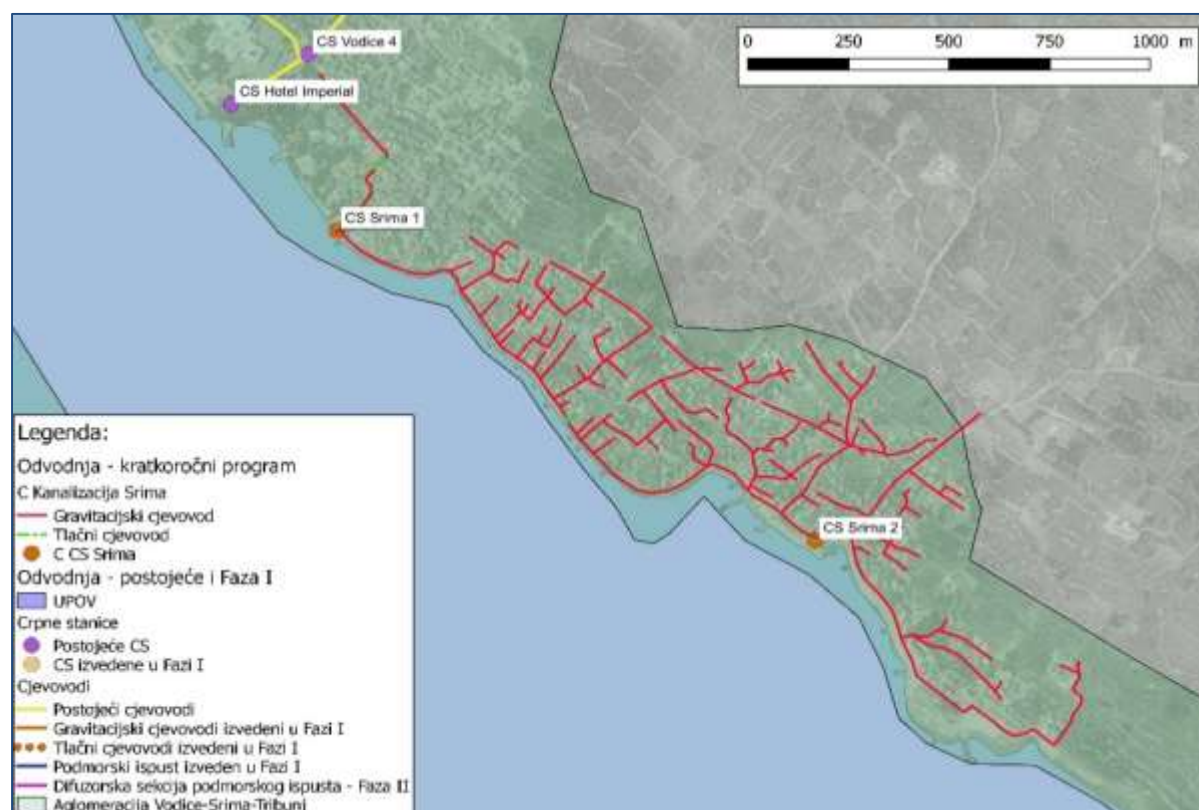 CS Vodice 4
0 250 500 750 1000 m
CS Hotel Imperial
CS Srima 1
CS Srima 2
Legenda:
Odvodnja - kratkoročni program
C Kanalizacija Srima
Gravitacijski cjevovod
Tlačni cjevovod
C CS Srima
Odvodnja - postojeće i Faza I
UPOV
Crpne stanice
Postojeće CS
CS izvedene u Fazi I
Cjevovodi
Postojeći cjevovodi
Gravitacijski cjevovodi izvedeni u Fazi I
Tlačni cjevovodi izvedeni u Fazi I
Podmorski ispust izveden u Fazi I
Difuzorska sekcija podmorskog ispusta - Faza II
Aglomeracija Vodice-Srima-Tribunj